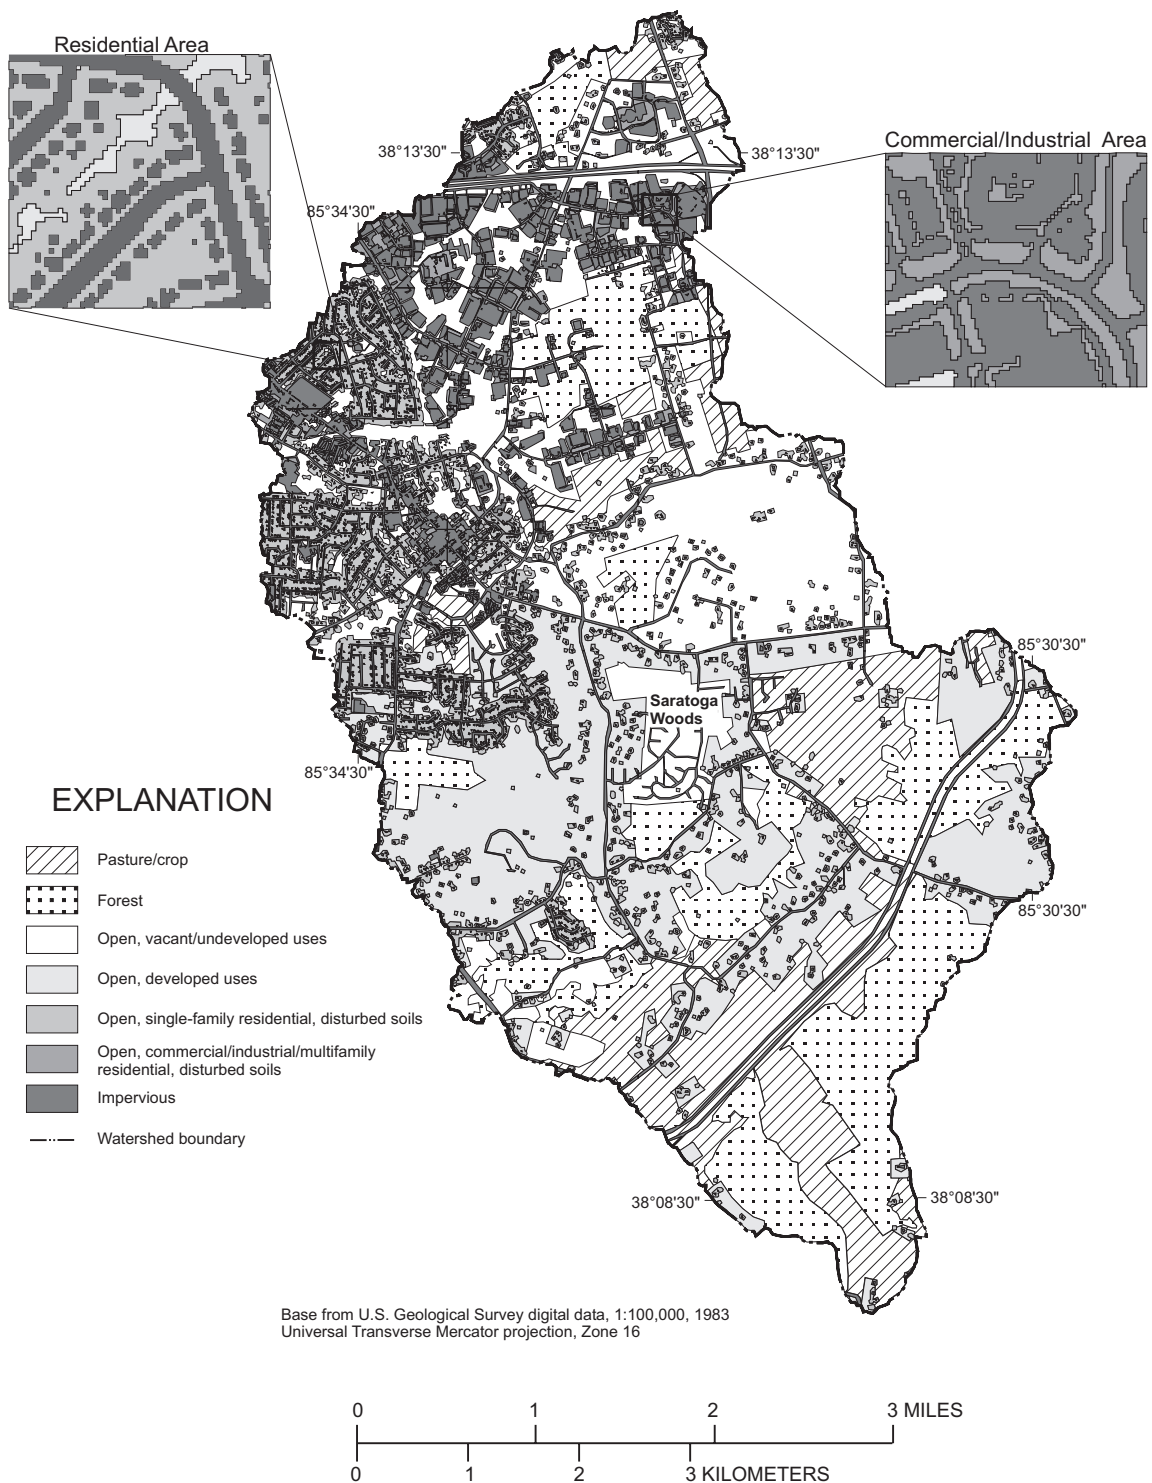 Residential Area
Commercial/Industrial Area
38°13'30"
38°13'30"
85°34'30"
85°30'30"
Saratoga
Woods
85°34'30"
EXPLANATION
Pasture/crop
Forest
Open, vacant/undeveloped uses
Open, developed uses
Open, single-family residential, disturbed soils
Open, commercial/industrial/multifamily
residential, disturbed soils
Impervious
Watershed boundary
85°30'30"
38°08'30"
38°08'30"
Base from U.S. Geological Survey digital data, 1:100,000, 1983
Universal Transverse Mercator projection, Zone 16
0 1 2 3 MILES
0 1 2 3 KILOMETERS